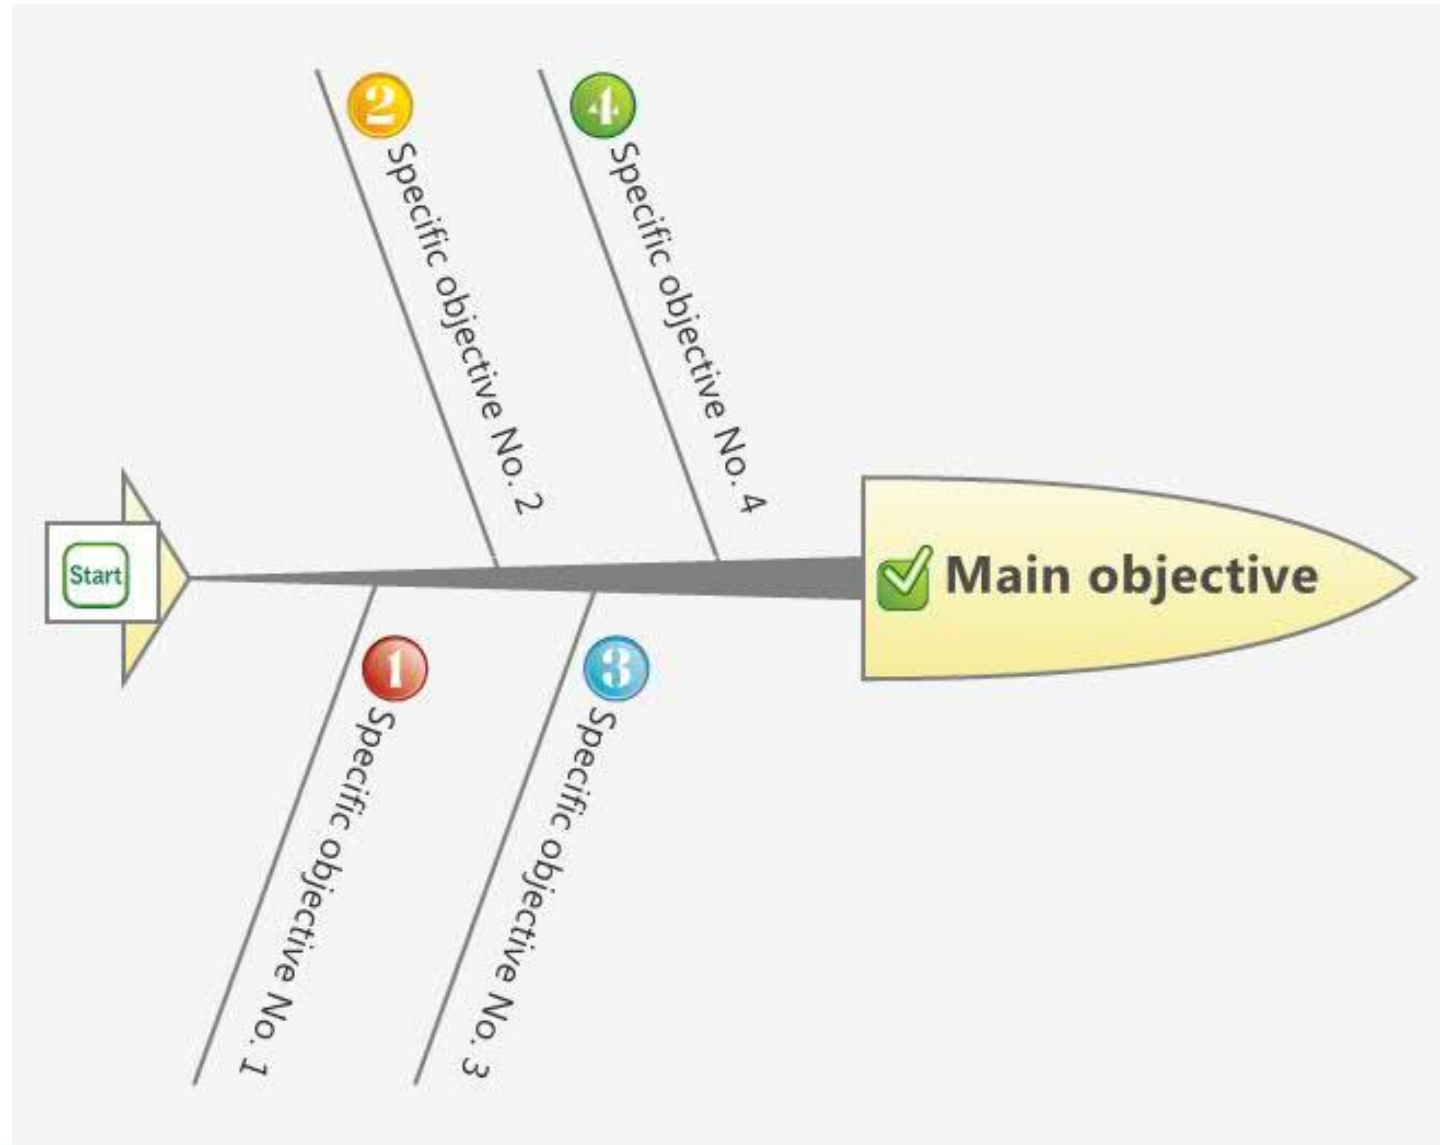 2 Specific objective No. 2
4 Specific objective No. 4
Start
Main objective
1 Specific objective No. 1
3 Specific objective No. 3